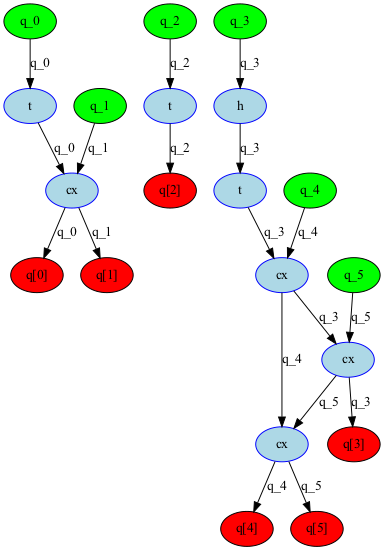 q_0 q_2 q_3
q_0 q_2 q_3
t q_1 t h
q_0 q_1 q_2 q_3
cx q[2] t q_4
q_0 q_1 q_3 q_4
q[0] q[1] cx q_5
q_3 q_5
q_4 cx
q_5 q_3
cx q[3]
q_4 q_5
q[4] q[5]